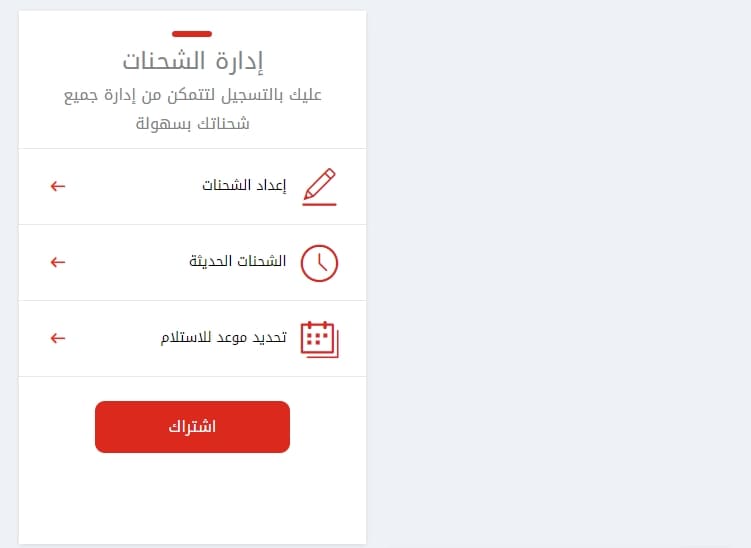 إدارة الشحنات
عليك بالتسجيل لتتمكن من إدارة جميع
شحناتك بسهولة
إعداد الشحنات
الشحنات الحديثة
تحديد موعد للاستلام
اشتراك